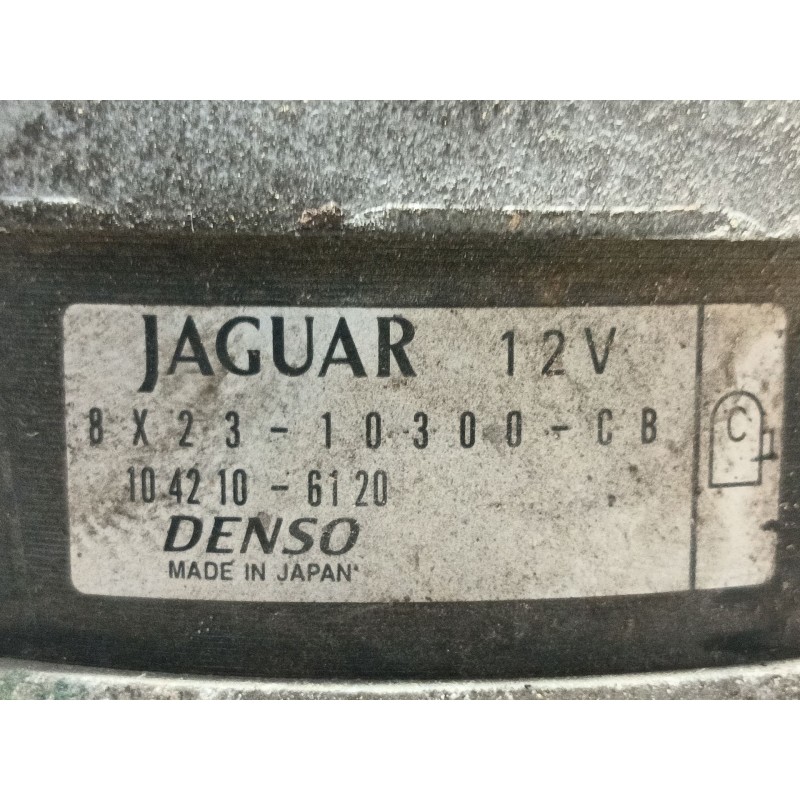 JAGUAR 12V
8X23-10300-CB
C
104210-6120
DENSO
MADE IN JAPAN